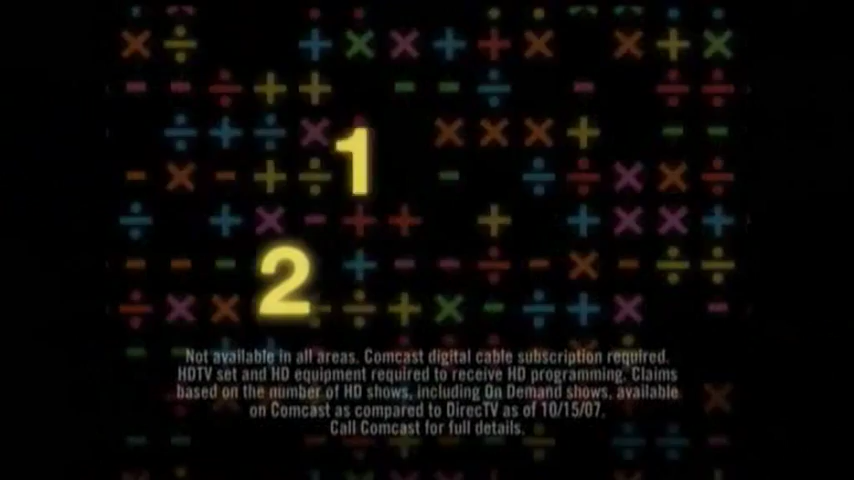 1
2
Not available in all areas. Comcast digital cable subscription required.
HDTV set and HD equipment required to receive HD programming. Claims
based on the number of HD shows, including On Demand shows, available
on Comcast as compared to DirecTV as of 10/15/07.
Call Comcast for full details.